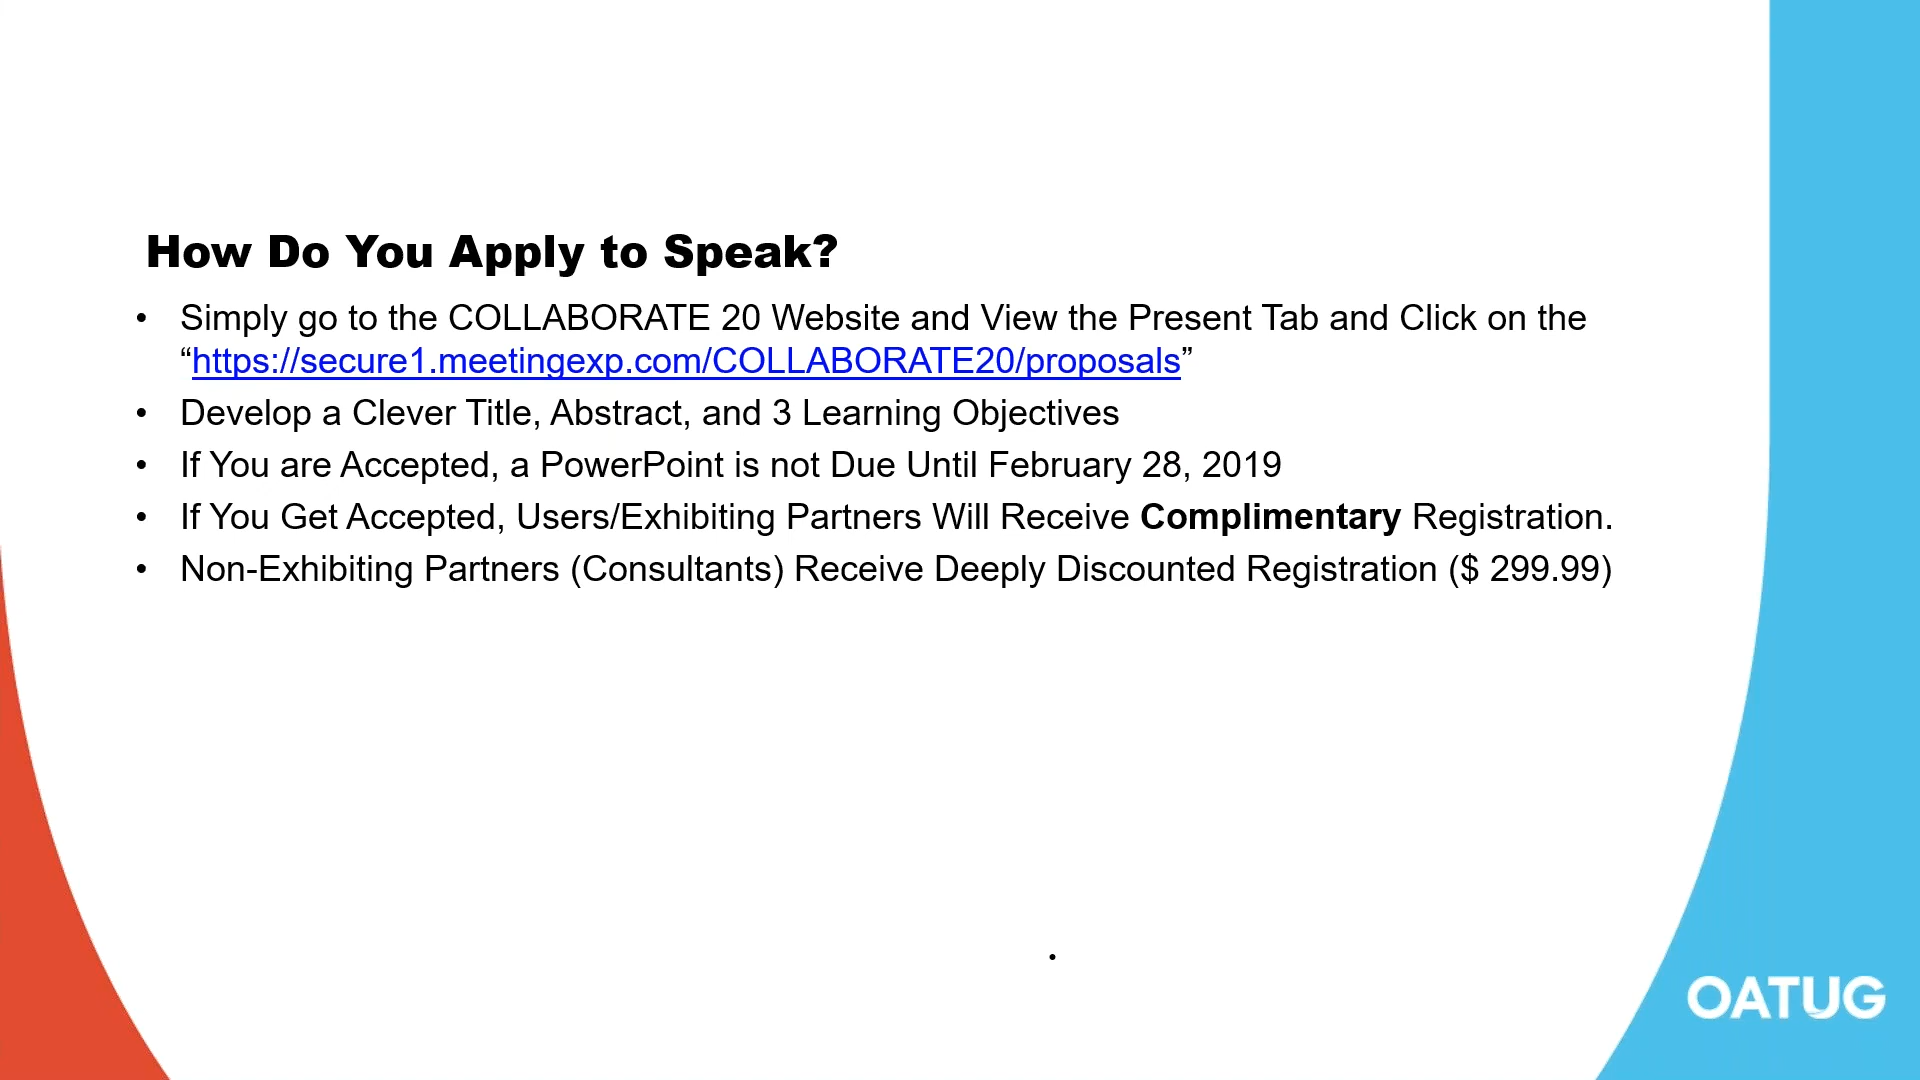 How Do You Apply to Speak?
• Simply go to the COLLABORATE 20 Website and View the Present Tab and Click on the
“https://secure1.meetingexp.com/COLLABORATE20/proposals”
• Develop a Clever Title, Abstract, and 3 Learning Objectives
• If You are Accepted, a PowerPoint is not Due Until February 28, 2019
• If You Get Accepted, Users/Exhibiting Partners Will Receive Complimentary Registration.
• Non-Exhibiting Partners (Consultants) Receive Deeply Discounted Registration ($ 299.99)
•
OATUG